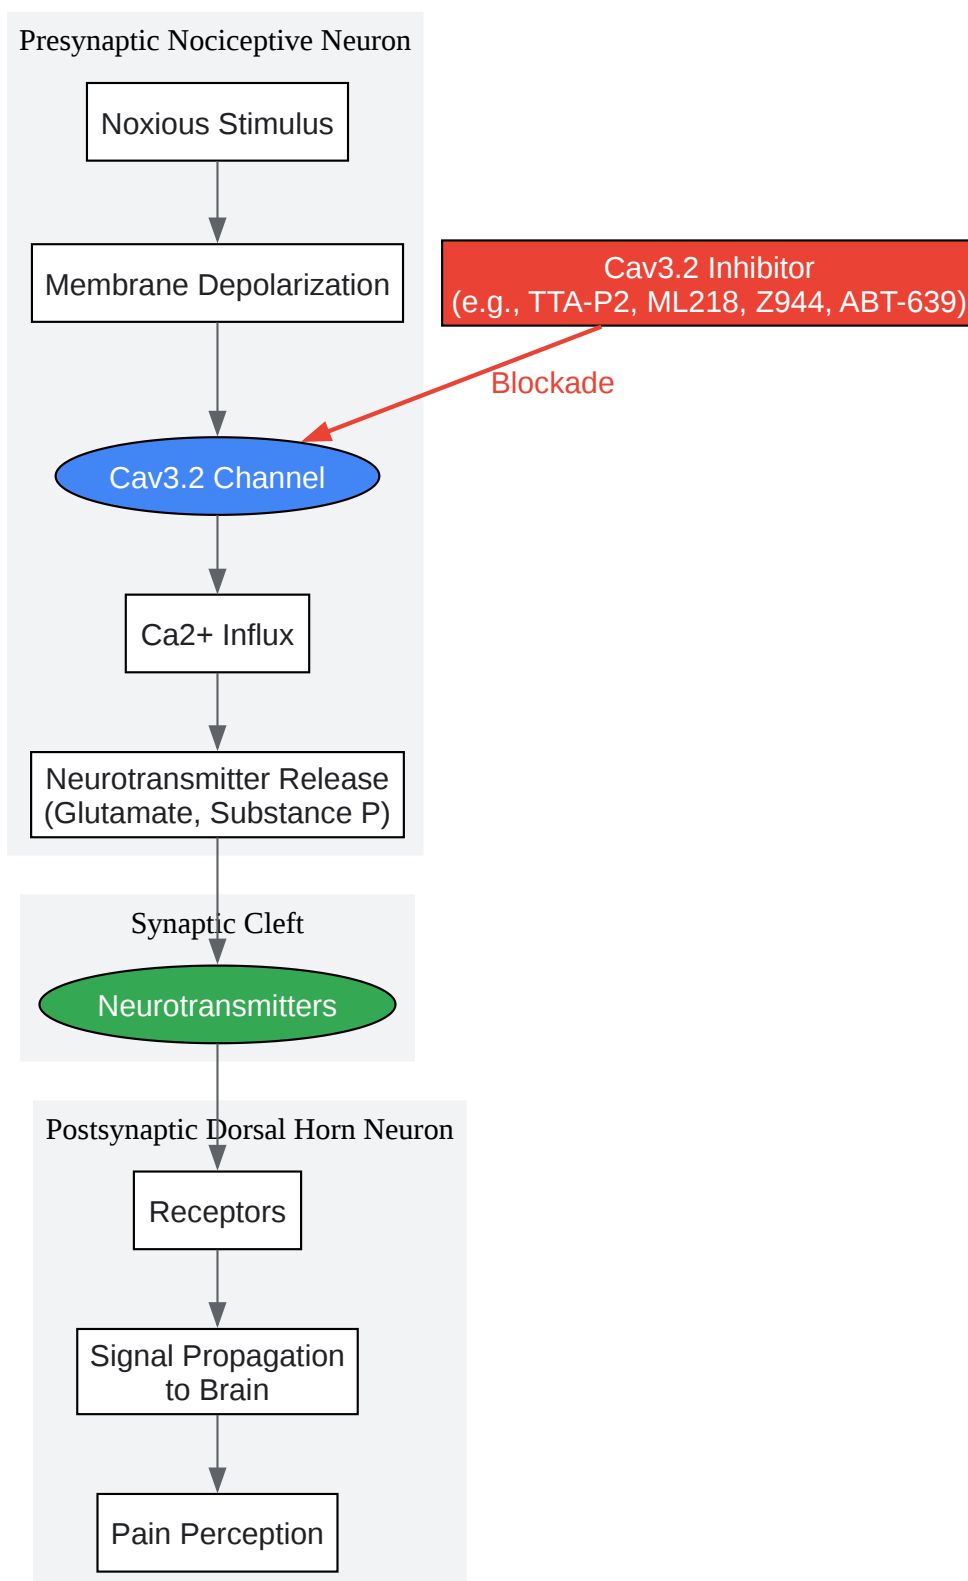 Presynaptic Nociceptive Neuron
Noxious Stimulus
Membrane Depolarization
Cav3.2 Inhibitor
(e.g., TTA-P2, ML218, Z944, ABT-639)
Blockade
Cav3.2 Channel
Ca2+ Influx
Neurotransmitter Release
(Glutamate, Substance P)
Synaptic Cleft
Neurotransmitters
Postsynaptic Dorsal Horn Neuron
Receptors
Signal Propagation
to Brain
Pain Perception